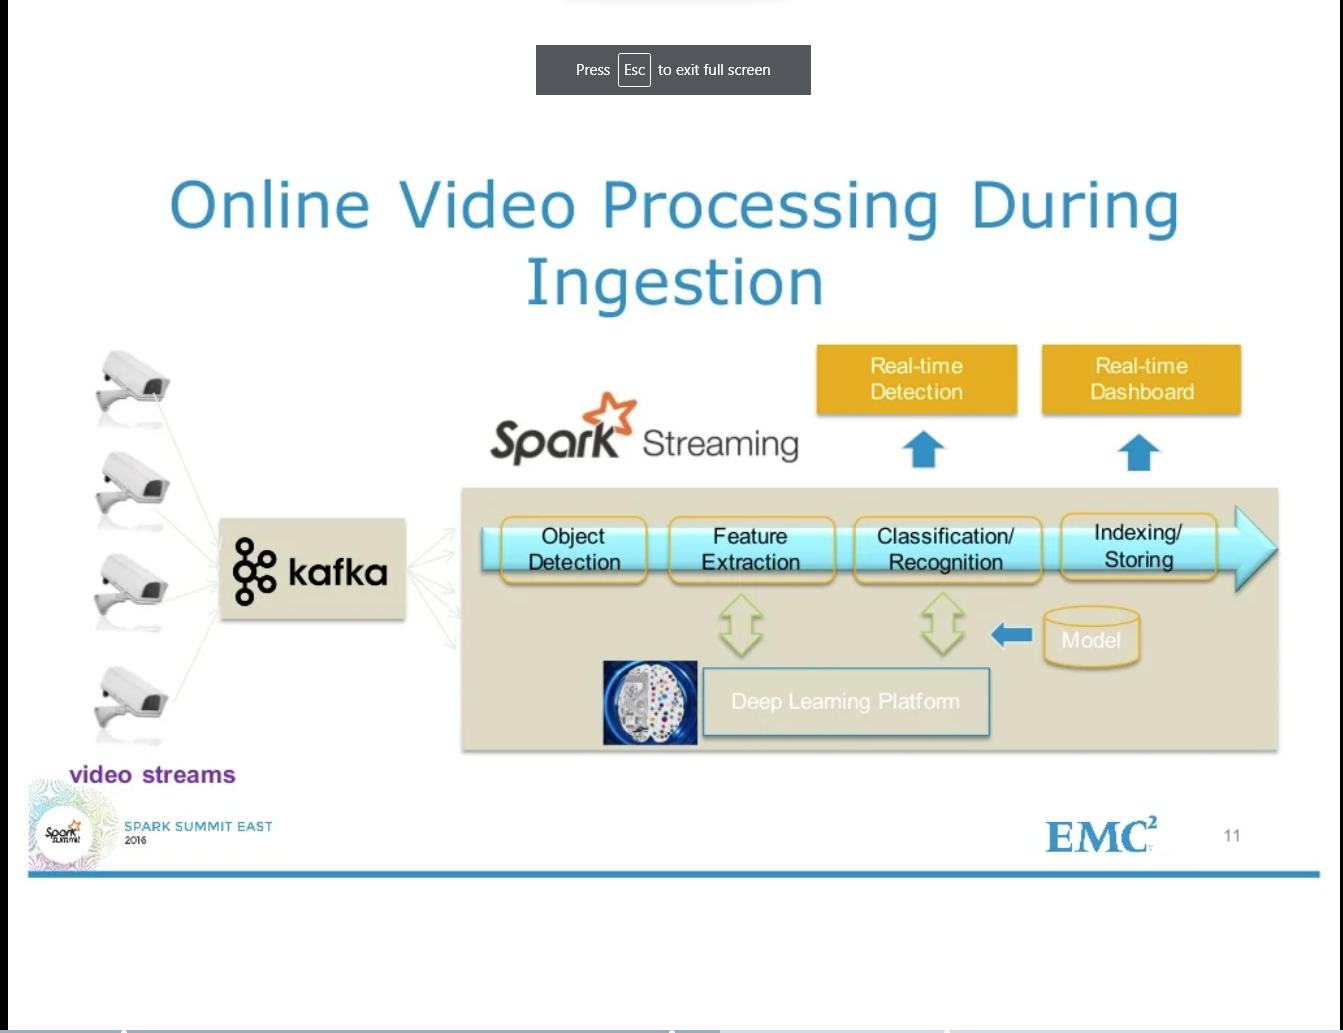 Press Esc to exit full screen
Online Video Processing During
Ingestion
Real-time
Detection
Real-time
Dashboard
Spark Streaming
kafka
Object
Detection
Feature
Extraction
Classification/
Recognition
Indexing/
Storing
Model
Deep Learning Platform
video streams
Spark
SUMMIT
SPARK SUMMIT EAST
2016
EMC²
11